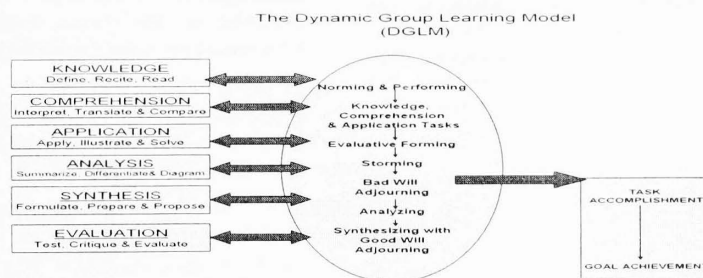 The Dynamic Group Learning Model
(DGLM)
KNOWLEDGE
Define, Recite, Read
COMPREHENSION
Interpret, Translate & Compare
APPLICATION
Apply, Illustrate & Solve
ANALYSIS
Summarize, Differentiate& Diagram
SYNTHESIS
Formulate, Prepare & Propose
EVALUATION
Test, Critique & Evaluate
Norming & Performing
Knowledge,
Comprehension
& Application Tasks
Evaluative Forming
Storming
Bad Will
Adjourning
Analyzing
Synthesizing with
Good Will
Adjourning
TASK
ACCOMPLISHMENT
GOAL ACHIEVEMENT